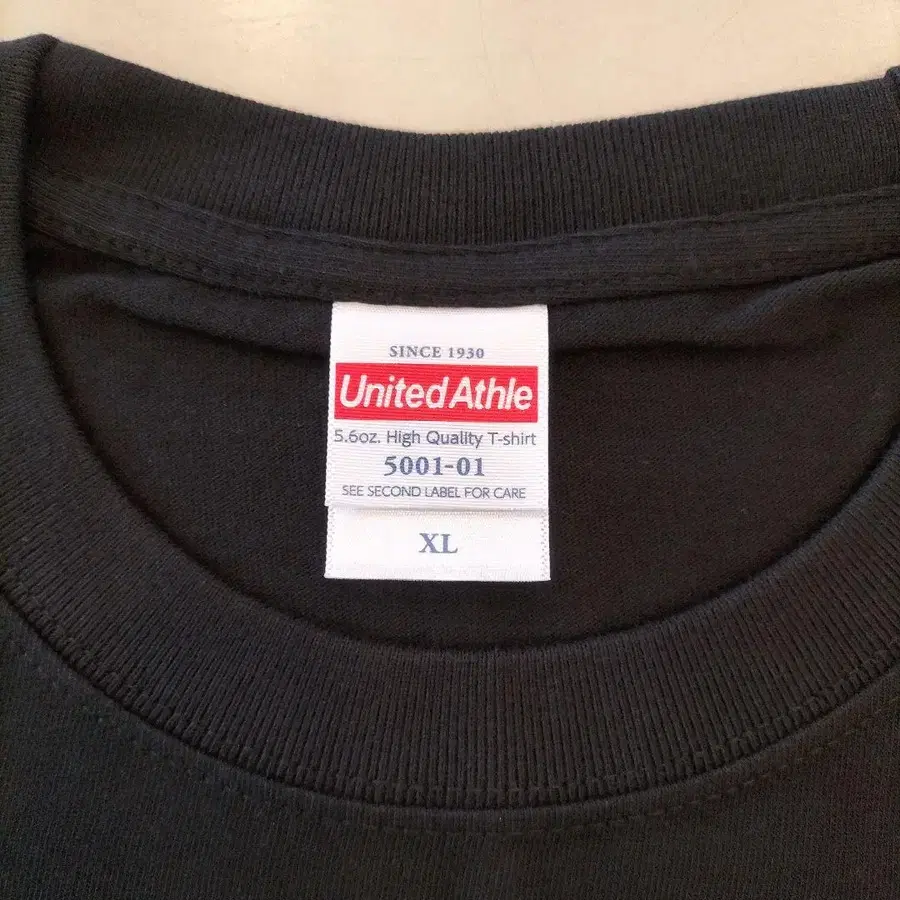 SINCE 1930
United Athle
5.6oz. High Quality T-shirt
5001-01
SEE SECOND LABEL FOR CARE
XL